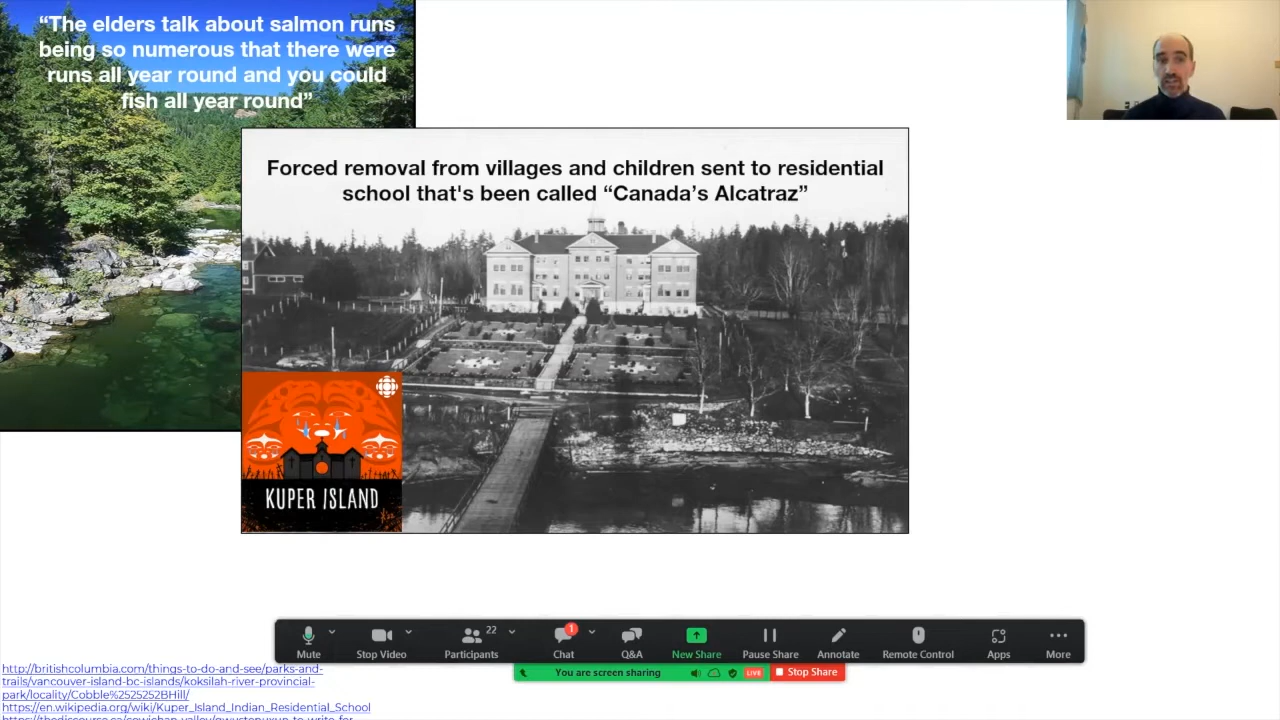 “The elders talk about salmon runs
being so numerous that there were
runs all year round and you could
fish all year round”
Forced removal from villages and children sent to residential
school that's been called “Canada’s Alcatraz”
KUPER ISLAND
22
1
Mute
Stop Video
Participants
Chat
Q&A
New Share
Pause Share
Annotate
Remote Control
Apps
More
You are screen sharing
LIVE
Stop Share
http://britishcolumbia.com/things-to-do-and-see/parks-and-
trails/vancouver-island-bc-islands/koksilah-river-provincial-
park/locality/Cobble%2525252BHill/
https://en.wikipedia.org/wiki/Kuper_Island_Indian_Residential_School